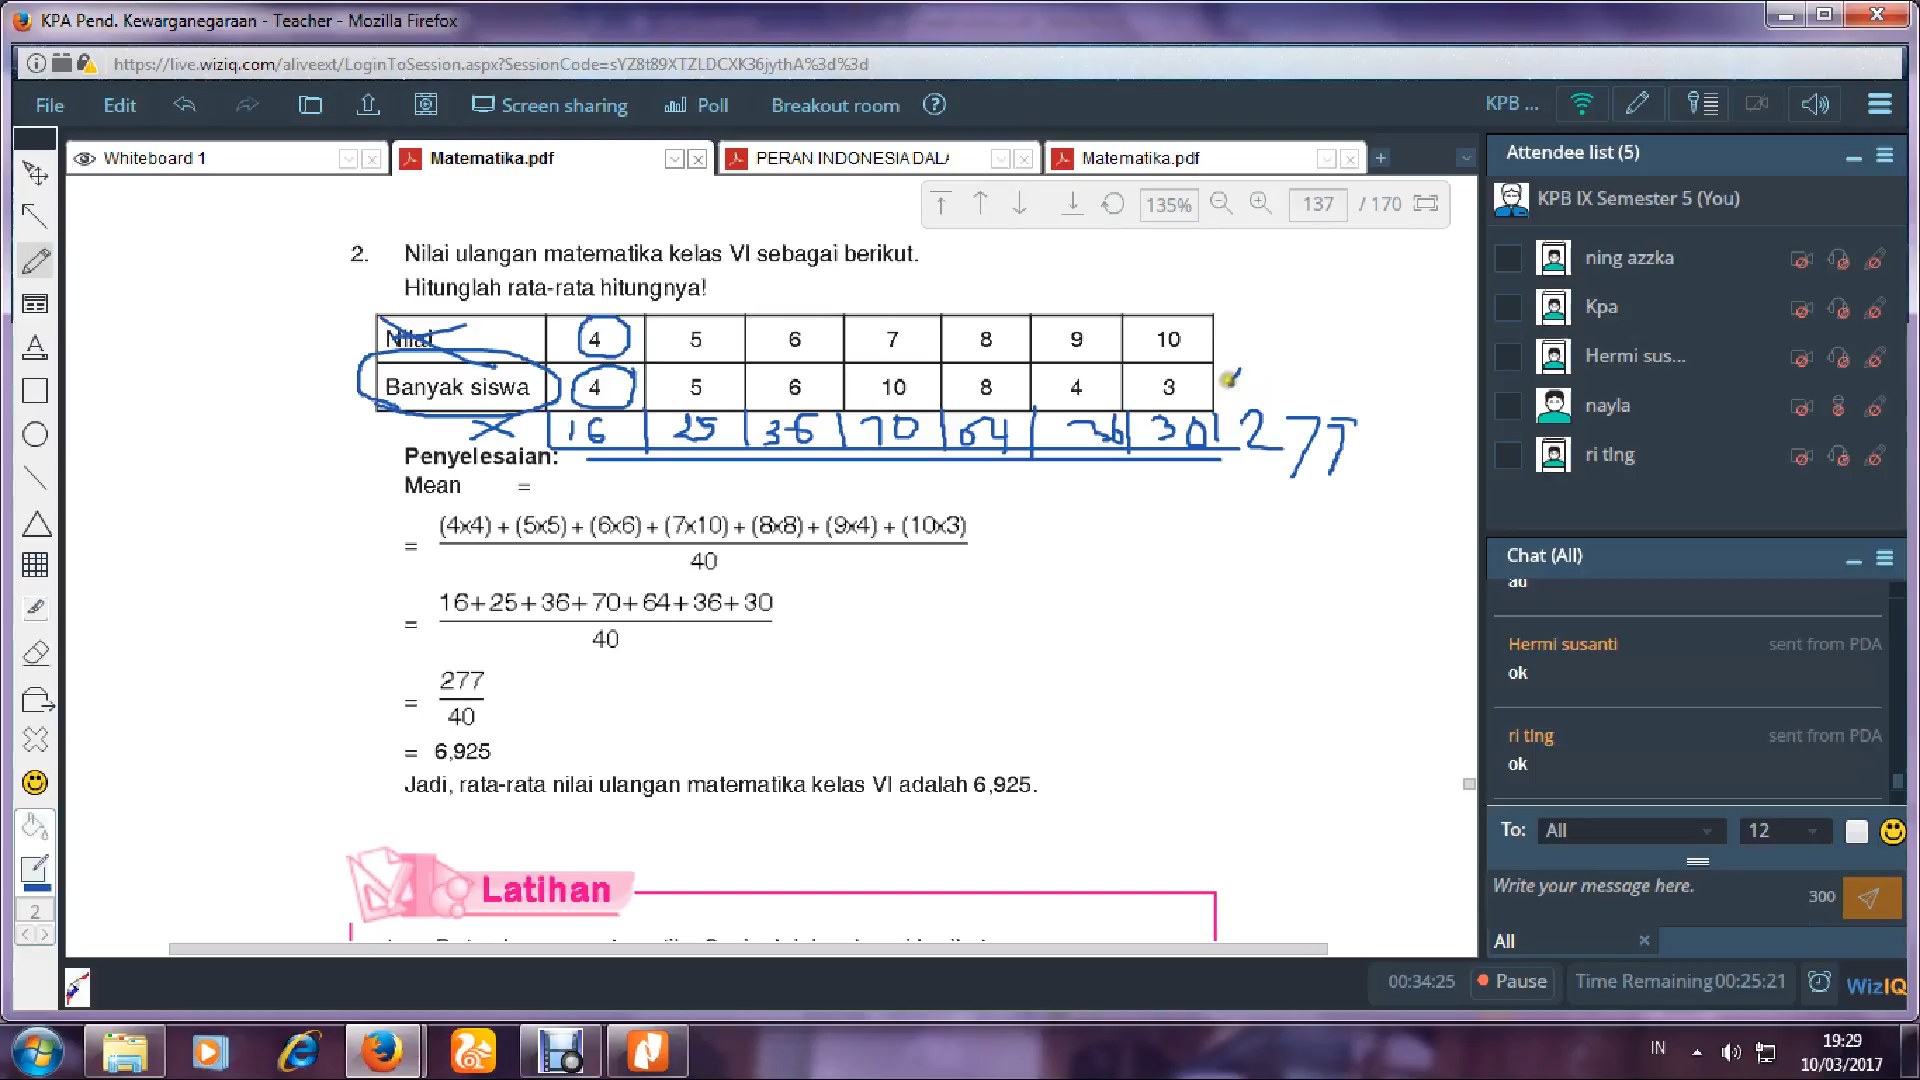 KPA Pend. Kewarganegaraan - Teacher - Mozilla Firefox
https://live.wiziq.com/aliveext/LoginToSession.aspx?SessionCode=sYZ8t89XTZLDCXK36jythA%3d%3d
File Edit Screen sharing Poll Breakout room ? KPB ...
Whiteboard 1 Matematika.pdf PERAN INDONESIA DALA Matematika.pdf
135% 137 / 170
2. Nilai ulangan matematika kelas VI sebagai berikut.
Hitunglah rata-rata hitungnya!
Nilai 4 5 6 7 8 9 10
Banyak siswa 4 5 6 10 8 4 3
x 16 25 36 70 64 36 30 277
Penyelesaian:
Mean =
= (4x4) + (5x5) + (6x6) + (7x10) + (8x8) + (9x4) + (10x3)
40
= 16+25+36+70+64+36+30
40
= 277
40
= 6,925
Jadi, rata-rata nilai ulangan matematika kelas VI adalah 6,925.
Latihan
2
Attendee list (5)
KPB IX Semester 5 (You)
ning azzka
Kpa
Hermi sus...
nayla
ri tIng
Chat (All)
Hermi susanti sent from PDA
ok
ri tIng sent from PDA
ok
To: All 12
Write your message here. 300
All
00:34:25 Pause Time Remaining 00:25:21 WizIQ
IN 19:29
10/03/2017